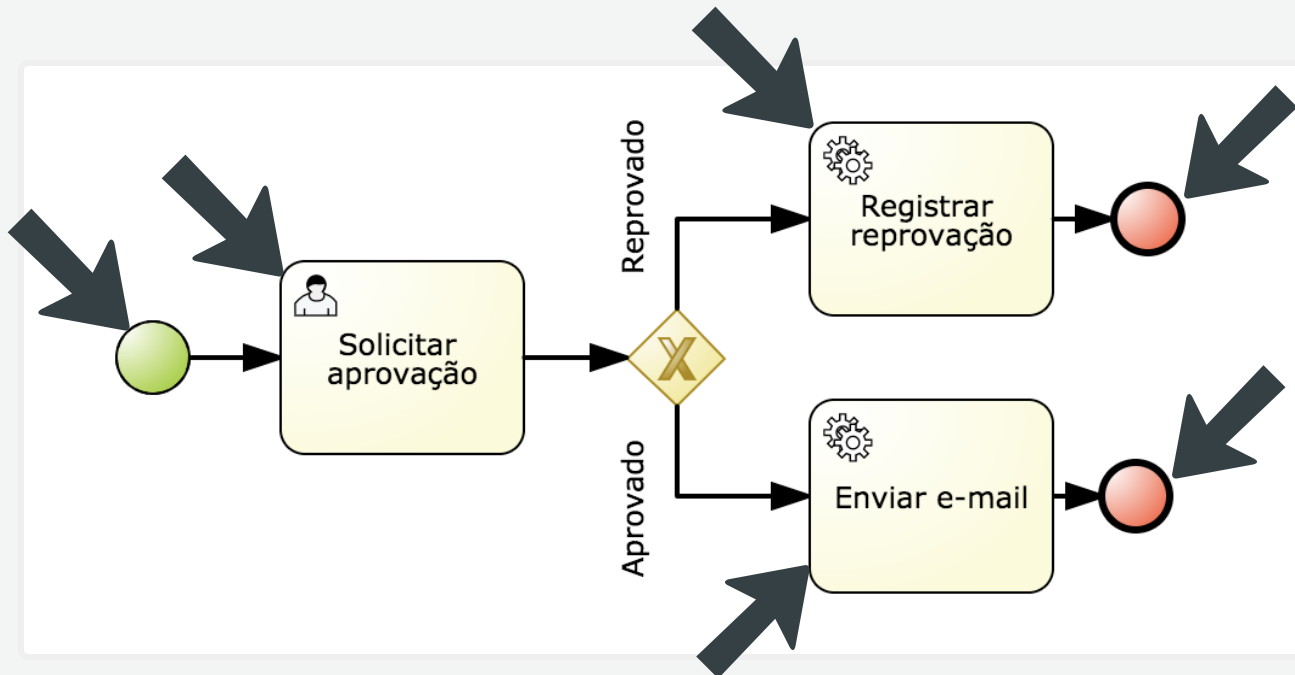 Solicitar
aprovação
Reprovado
Aprovado
Registrar
reprovação
Enviar e-mail